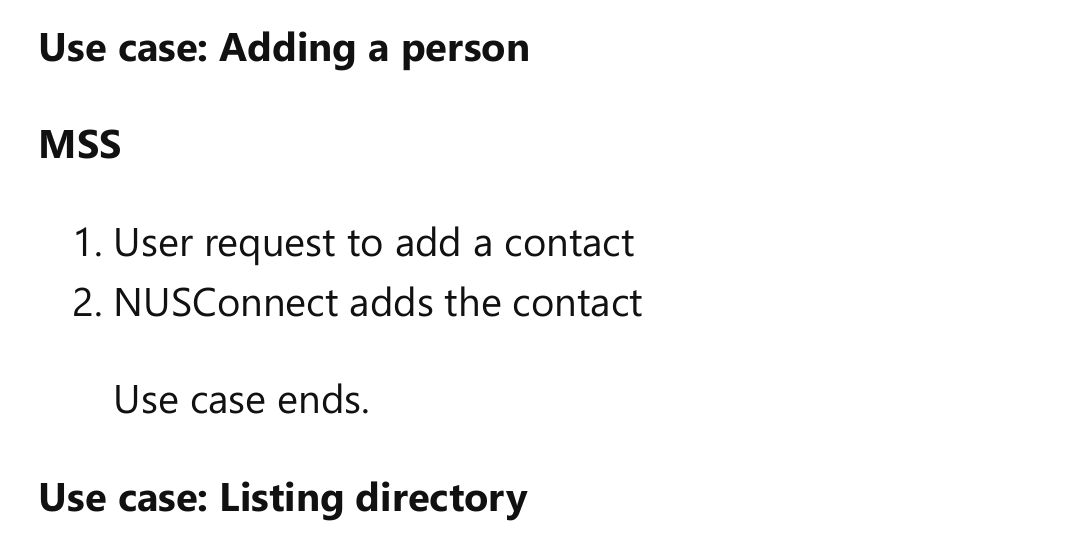 Use case: Adding a person
MSS
1. User request to add a contact
2. NUSConnect adds the contact
Use case ends.
Use case: Listing directory